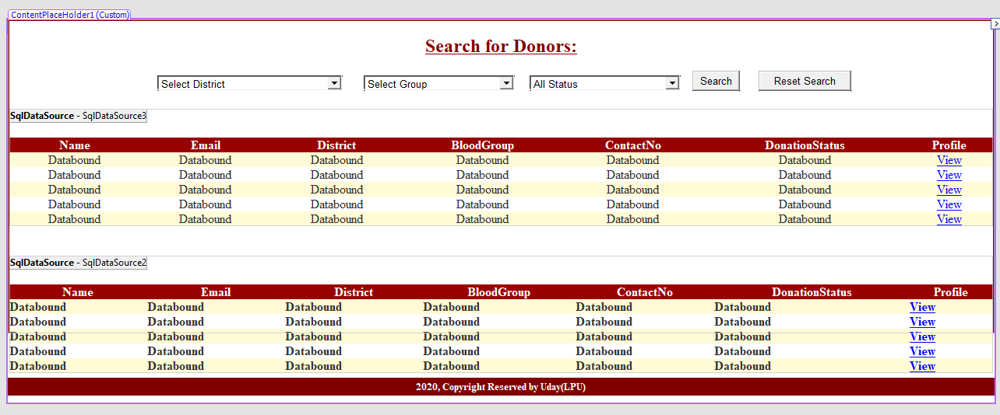 ContentPlaceHolder1 (Custom)
Search for Donors:
Select District Select Group All Status Search Reset Search
SqlDataSource - SqlDataSource3
Name Email District BloodGroup ContactNo DonationStatus Profile
Databound Databound Databound Databound Databound Databound View
Databound Databound Databound Databound Databound Databound View
Databound Databound Databound Databound Databound Databound View
Databound Databound Databound Databound Databound Databound View
Databound Databound Databound Databound Databound Databound View
SqlDataSource - SqlDataSource2
Name Email District BloodGroup ContactNo DonationStatus Profile
Databound Databound Databound Databound Databound Databound View
Databound Databound Databound Databound Databound Databound View
Databound Databound Databound Databound Databound Databound View
Databound Databound Databound Databound Databound Databound View
Databound Databound Databound Databound Databound Databound View
2020, Copyright Reserved by Uday(LPU)